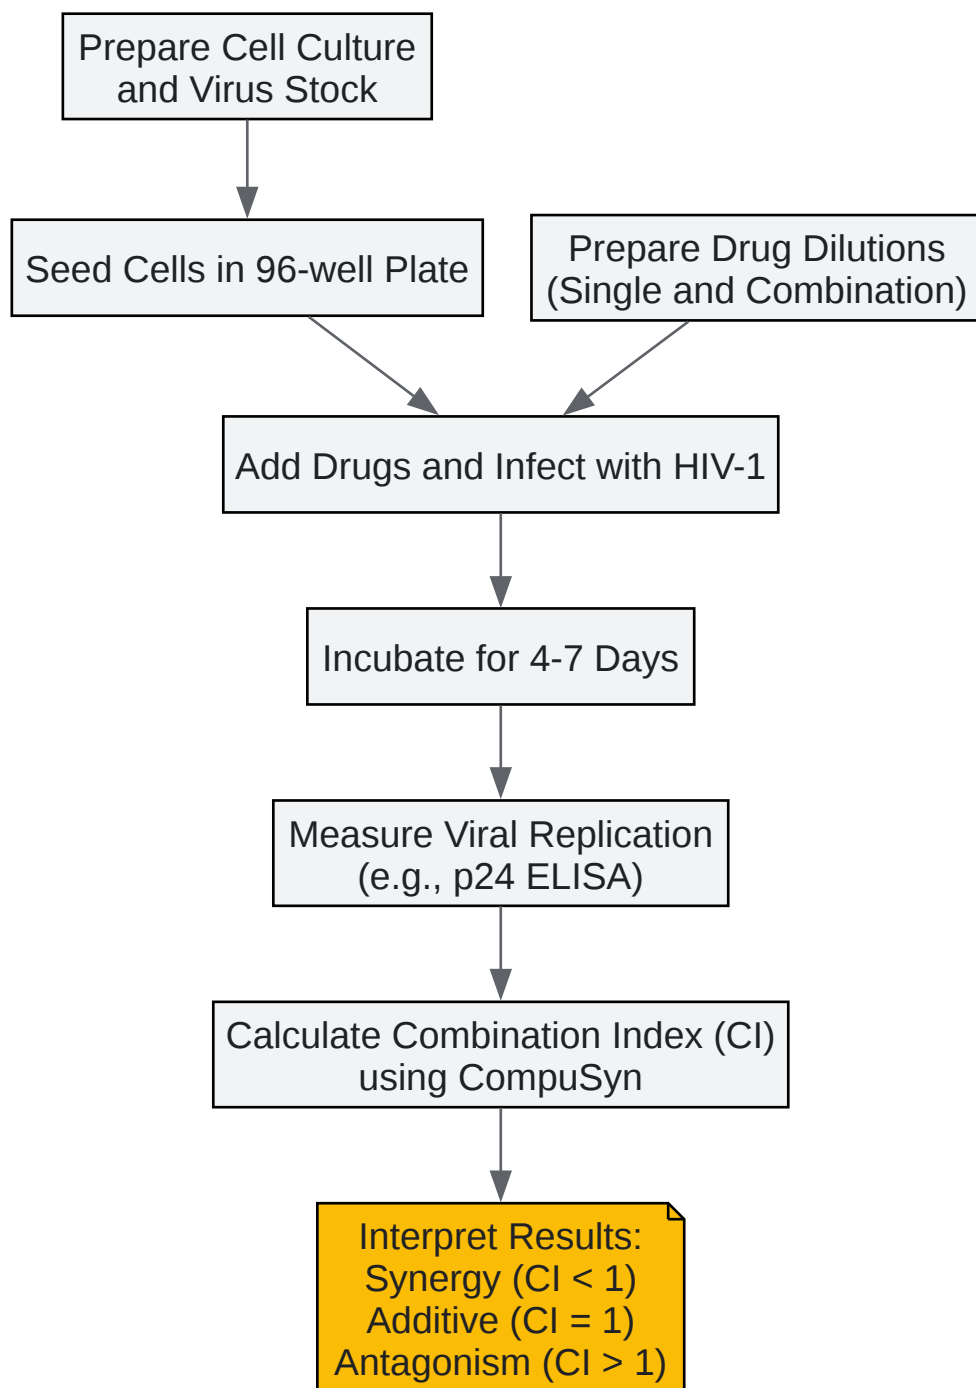 Prepare Cell Culture
and Virus Stock
Seed Cells in 96-well Plate
Prepare Drug Dilutions
(Single and Combination)
Add Drugs and Infect with HIV-1
Incubate for 4-7 Days
Measure Viral Replication
(e.g., p24 ELISA)
Calculate Combination Index (CI)
using CompuSyn
Interpret Results:
Synergy (CI < 1)
Additive (CI = 1)
Antagonism (CI > 1)